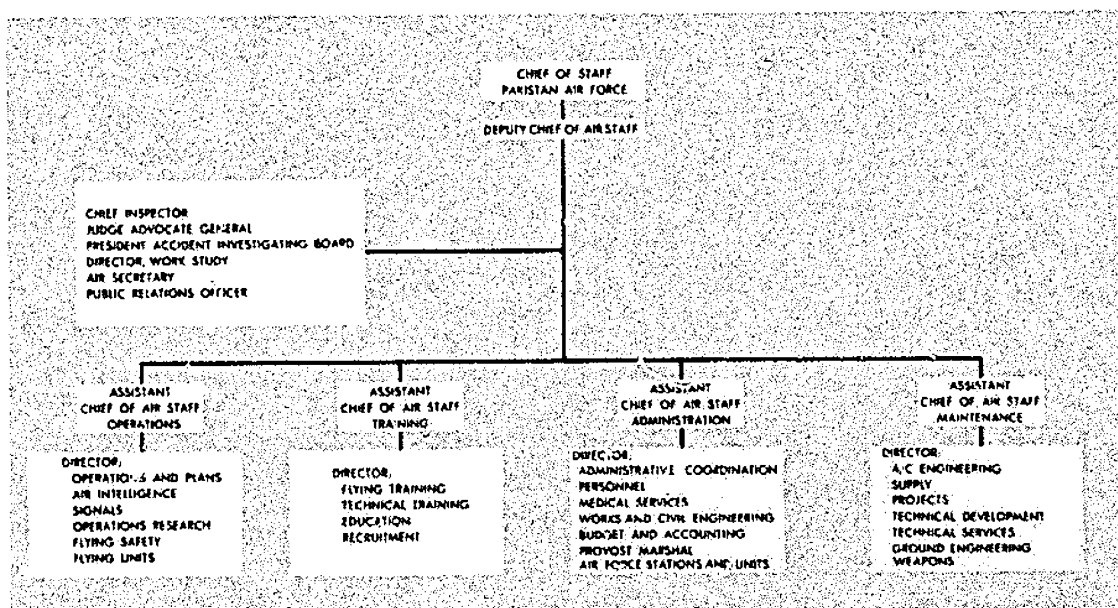 CHIEF OF STAFF
PAKISTAN AIR FORCE
DEPUTY CHIEF OF AIR STAFF
CHIEF INSPECTOR
JUDGE ADVOCATE GENERAL
PRESIDENT ACCIDENT INVESTIGATING BOARD
DIRECTOR, WORK STUDY
AIR SECRETARY
PUBLIC RELATIONS OFFICER
ASSISTANT
CHIEF OF AIR STAFF
OPERATIONS
DIRECTOR:
OPERATIONS AND PLANS
AIR INTELLIGENCE
SIGNALS
OPERATIONS RESEARCH
FLYING SAFETY
FLYING UNITS
ASSISTANT
CHIEF OF AIR STAFF
TRAINING
DIRECTOR:
FLYING TRAINING
TECHNICAL TRAINING
EDUCATION
RECRUITMENT
ASSISTANT
CHIEF OF AIR STAFF
ADMINISTRATION
DIRECTOR:
ADMINISTRATIVE COORDINATION
PERSONNEL
MEDICAL SERVICES
WORKS AND CIVIL ENGINEERING
BUDGET AND ACCOUNTING
PROVOST MARSHAL
AIR FORCE STATIONS AND UNITS
ASSISTANT
CHIEF OF AIR STAFF
MAINTENANCE
DIRECTOR:
A/C ENGINEERING
SUPPLY
PROJECTS
TECHNICAL DEVELOPMENT
TECHNICAL SERVICES
GROUND ENGINEERING
WEAPONS